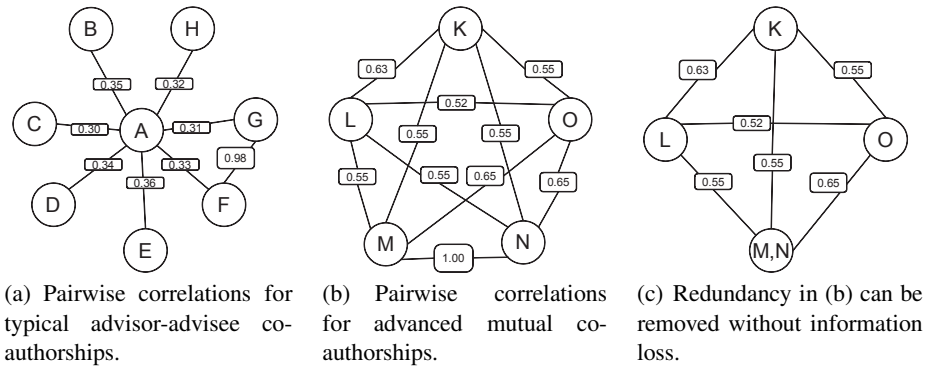 B
H
0.35
0.32
C
0.30
A
0.31
G
0.98
0.34
0.36
0.33
D
F
E
K
0.63
0.55
L
0.52
O
0.55
0.55
0.55
0.55
0.65
0.65
M
N
1.00
K
0.63
0.55
L
0.52
O
0.55
0.55
0.65
M,N
(a) Pairwise correlations for
typical advisor-advisee co-
authorships.
(b) Pairwise correlations
for advanced mutual co-
authorships.
(c) Redundancy in (b) can be
removed without information
loss.